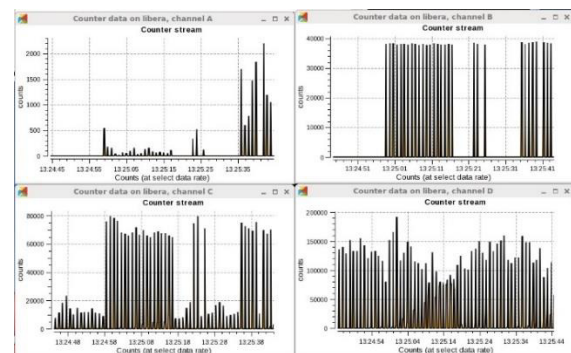 Counter data on libera, channel A
Counter stream
counts
2000
1500
1000
500
0
13:24:45
13:24:55
13:25:05
13:25:15
13:25:25
13:25:35
Counts (at select data rate)
Counter data on libera, channel B
Counter stream
counts
40000
30000
20000
10000
0
13:24:51
13:25:01
13:25:11
13:25:21
13:25:31
13:25:41
Counts (at select data rate)
Counter data on libera, channel C
Counter stream
counts
80000
60000
40000
20000
0
13:24:48
13:24:58
13:25:08
13:25:18
13:25:28
13:25:38
Counts (at select data rate)
Counter data on libera, channel D
Counter stream
counts
200000
150000
100000
50000
0
13:24:54
13:25:04
13:25:14
13:25:24
13:25:34
13:25:44
Counts (at select data rate)